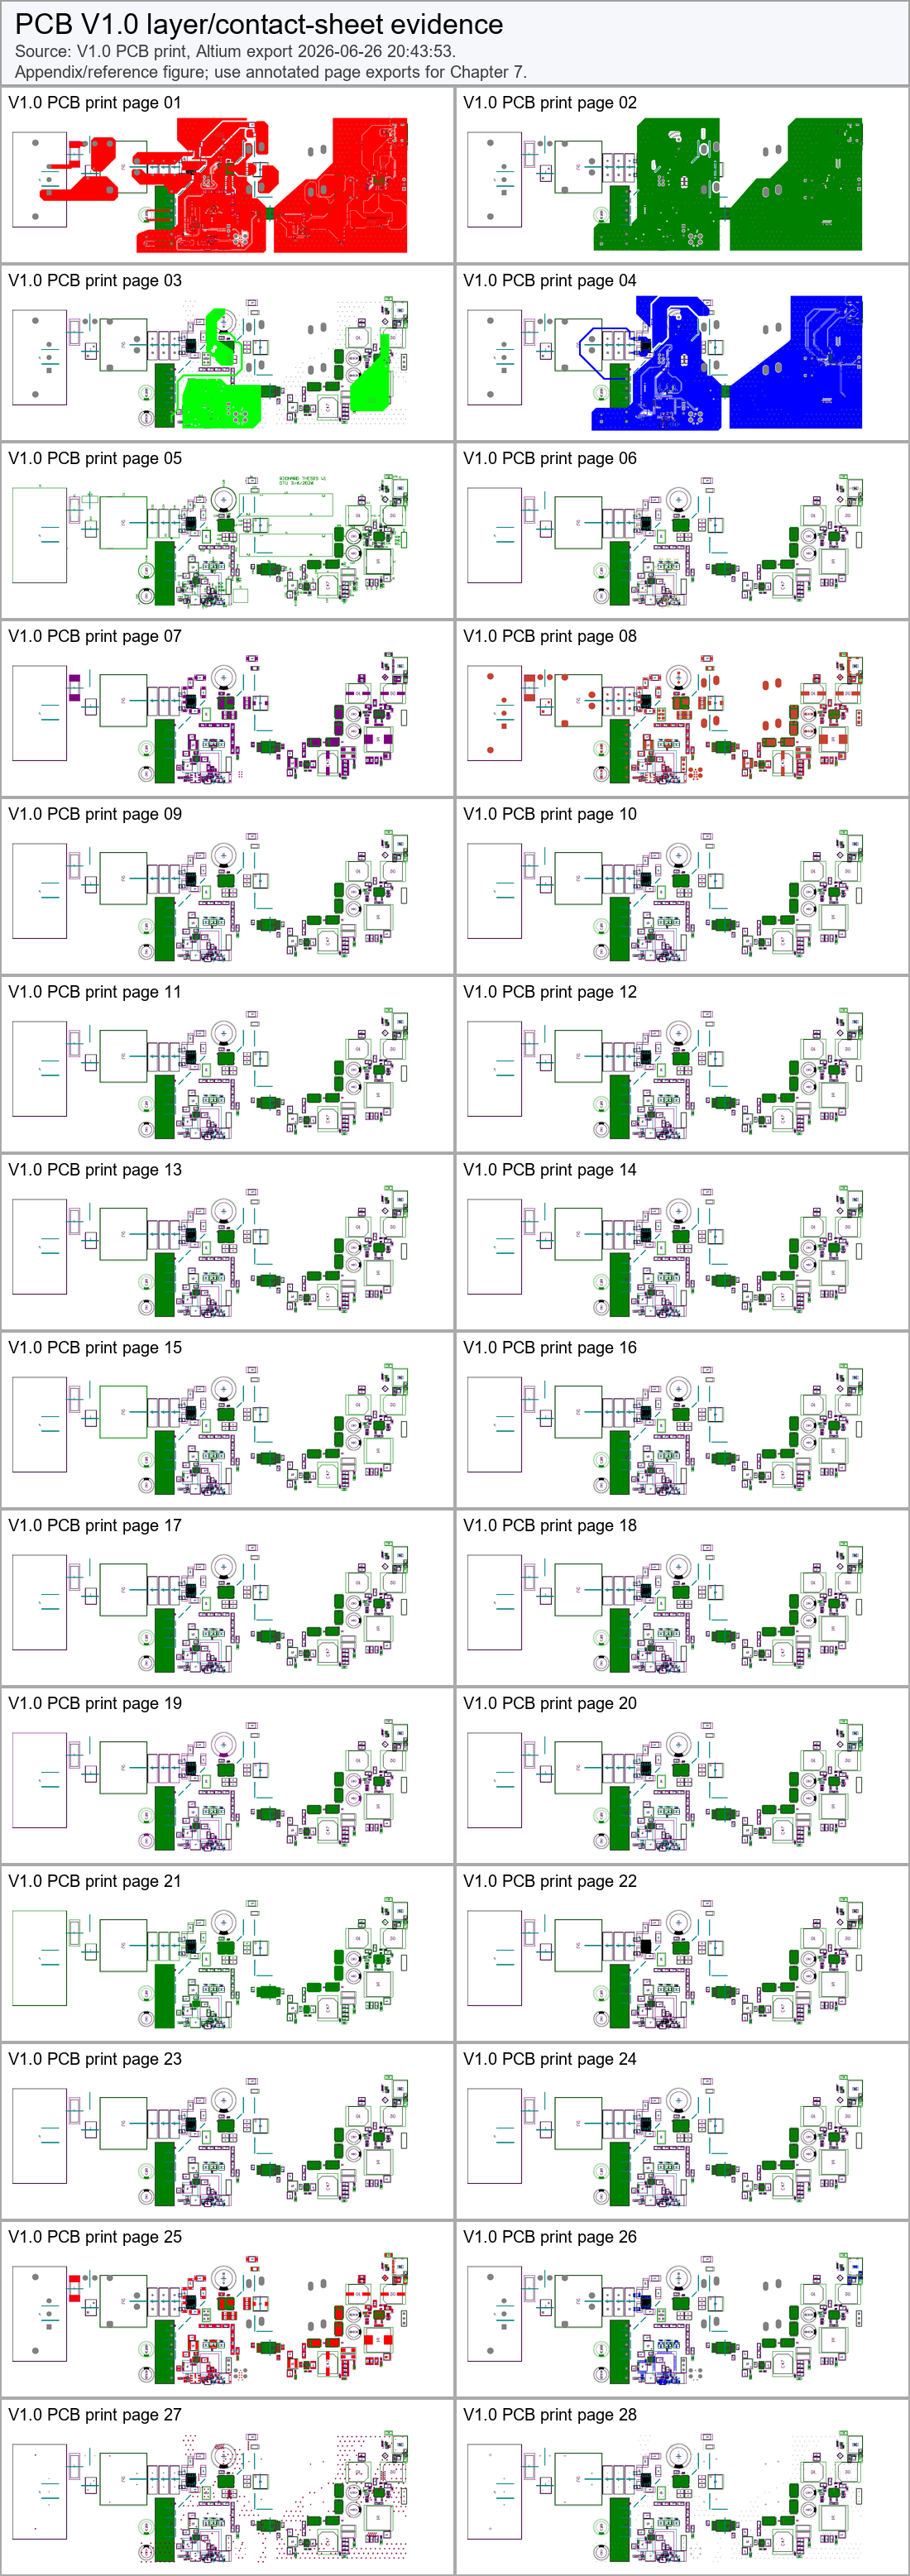 PCB V1.0 layer/contact-sheet evidence
Source: V1.0 PCB print, Altium export 2026-06-26 20:43:53.
Appendix/reference figure; use annotated page exports for Chapter 7.
V1.0 PCB print page 01
V1.0 PCB print page 02
V1.0 PCB print page 03
V1.0 PCB print page 04
V1.0 PCB print page 05
V1.0 PCB print page 06
V1.0 PCB print page 07
V1.0 PCB print page 08
V1.0 PCB print page 09
V1.0 PCB print page 10
V1.0 PCB print page 11
V1.0 PCB print page 12
V1.0 PCB print page 13
V1.0 PCB print page 14
V1.0 PCB print page 15
V1.0 PCB print page 16
V1.0 PCB print page 17
V1.0 PCB print page 18
V1.0 PCB print page 19
V1.0 PCB print page 20
V1.0 PCB print page 21
V1.0 PCB print page 22
V1.0 PCB print page 23
V1.0 PCB print page 24
V1.0 PCB print page 25
V1.0 PCB print page 26
V1.0 PCB print page 27
V1.0 PCB print page 28